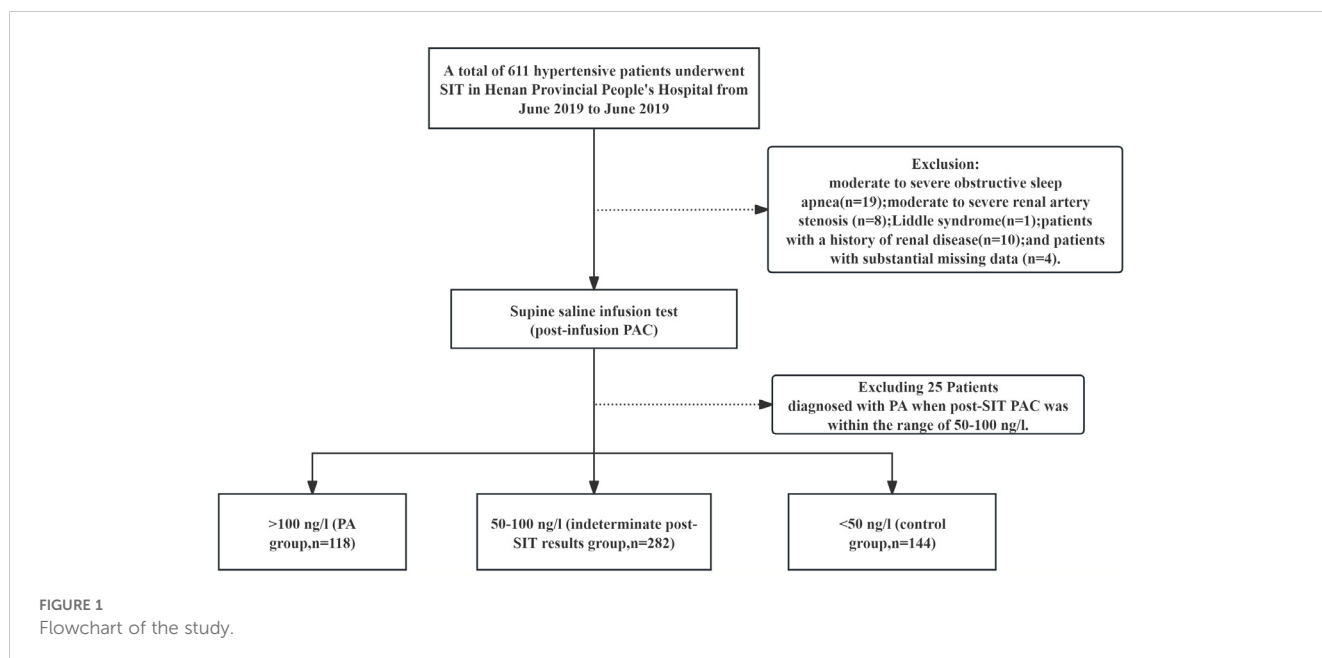 A total of 611 hypertensive patients underwent
SIT in Henan Provincial People's Hospital from
June 2019 to June 2019
Exclusion:
moderate to severe obstructive sleep
apnea(n=19);moderate to severe renal artery
stenosis (n=8);Liddle syndrome(n=1);patients
with a history of renal disease(n=10);and patients
with substantial missing data (n=4).
Supine saline infusion test
(post-infusion PAC)
Excluding 25 Patients
diagnosed with PA when post-SIT PAC was
within the range of 50-100 ng/l.
>100 ng/l (PA
group,n=118)
50-100 ng/l (indeterminate post-
SIT results group,n=282)
<50 ng/l (control
group,n=144)
FIGURE 1
Flowchart of the study.